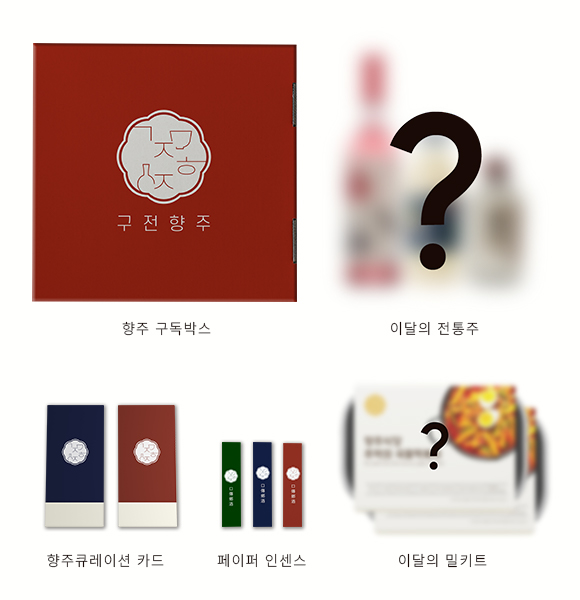 구전향주
향주 구독박스
?
이달의 전통주
향주큐레이션 카드
페이퍼 인센스
?
이달의 밀키트